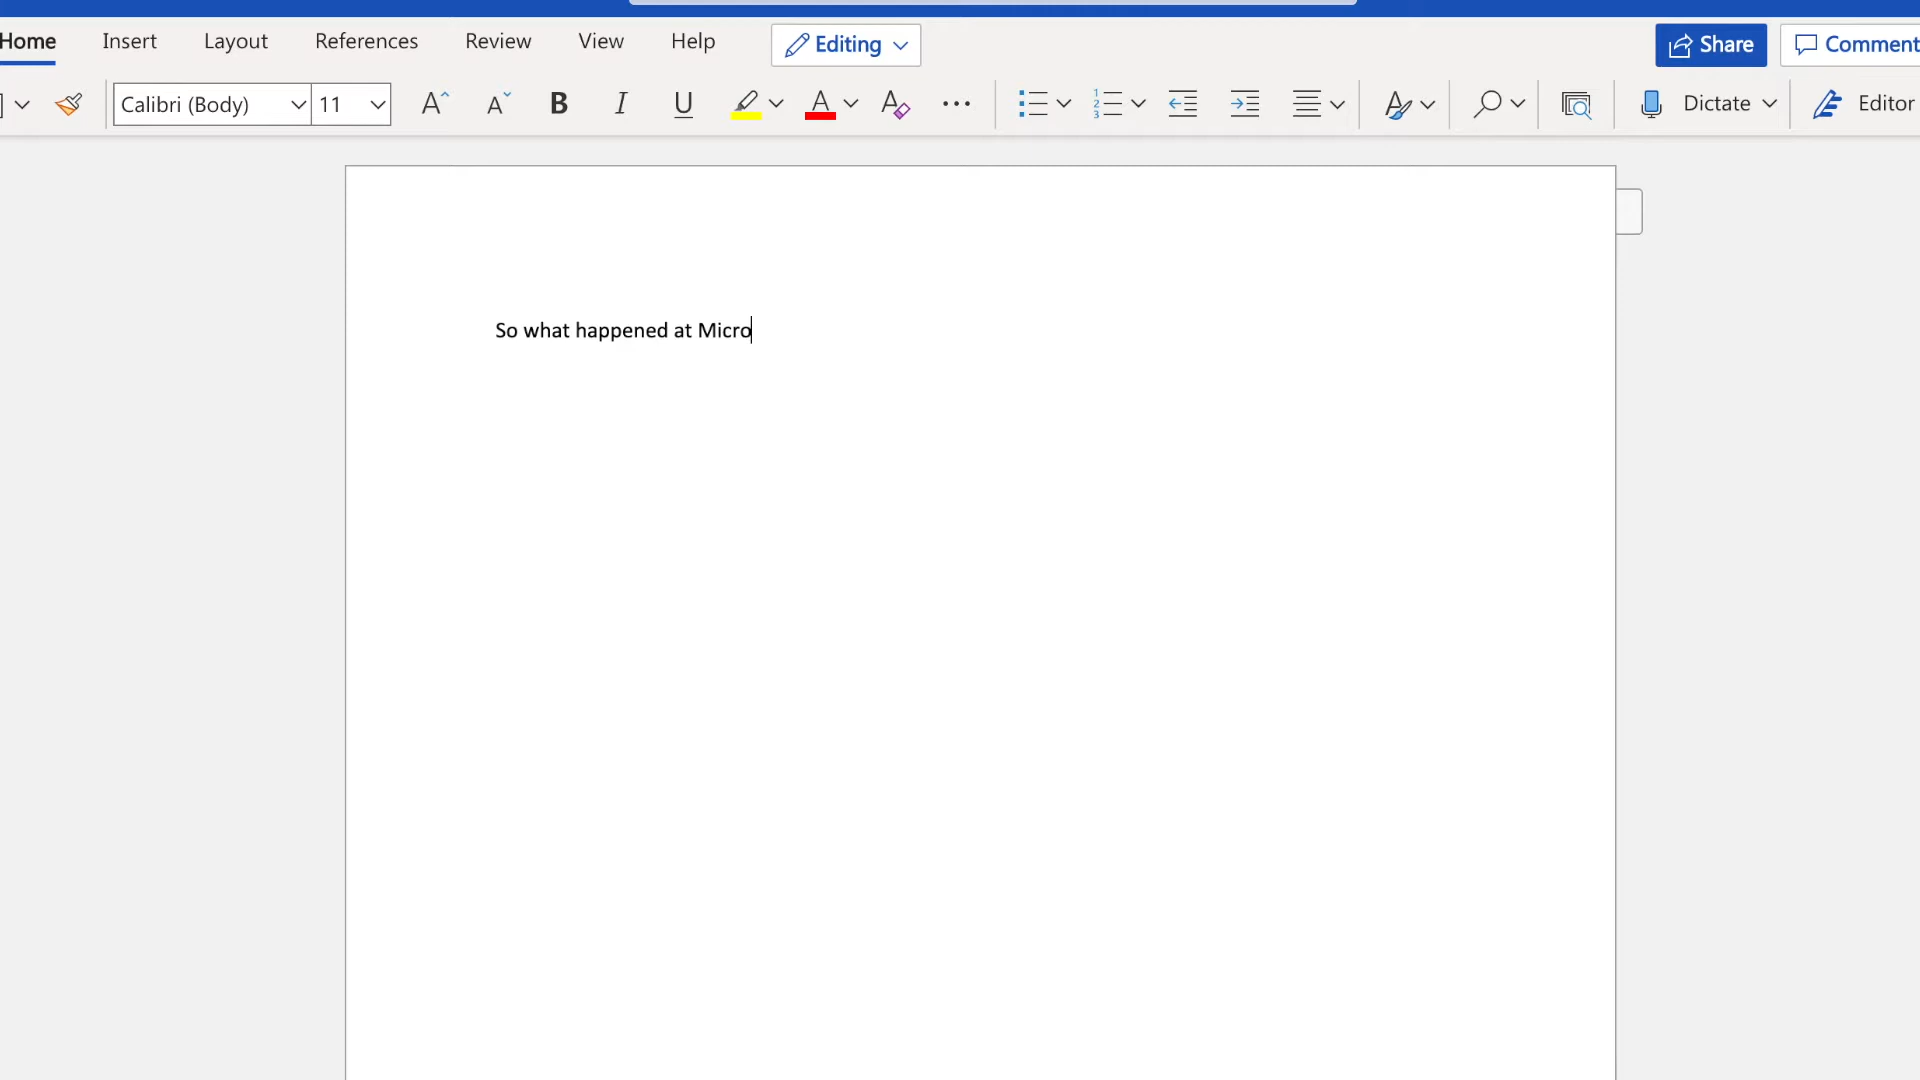 Home Insert Layout References Review View Help Editing Share Comment
Calibri (Body) 11 A A B I U A A Dictate Editor
So what happened at Micro